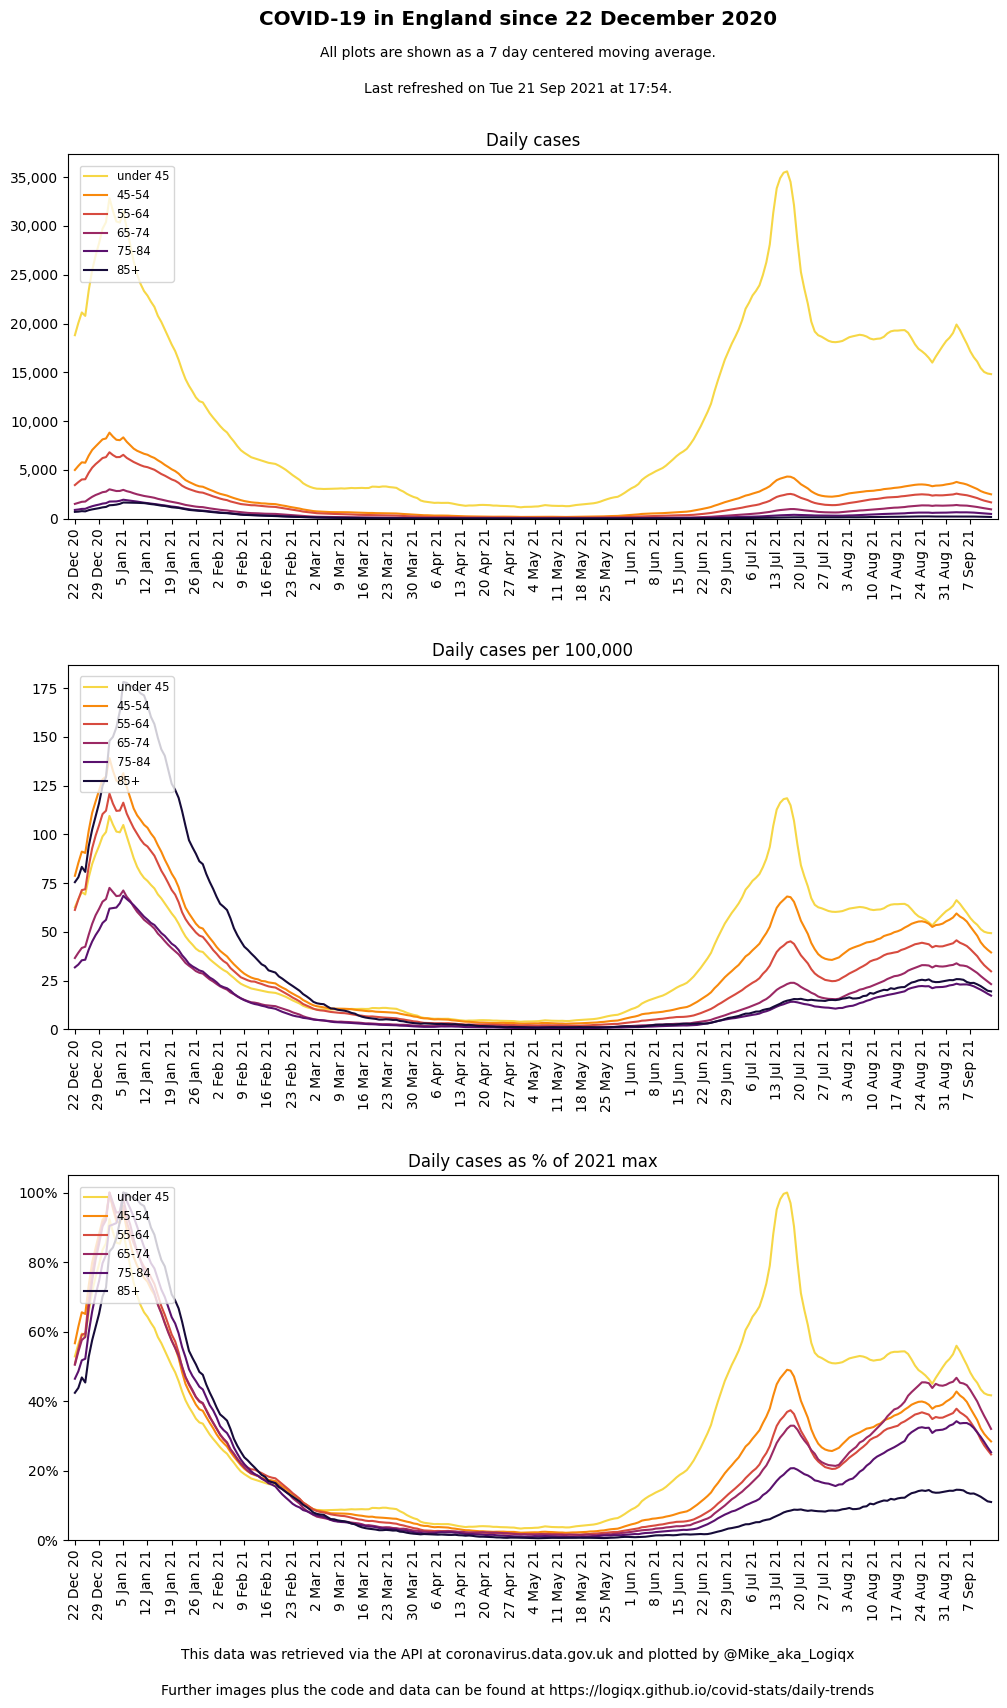 COVID-19 in England since 22 December 2020
All plots are shown as a 7 day centered moving average.
Last refreshed on Tue 21 Sep 2021 at 17:54.
Daily cases
under 45
45-54
55-64
65-74
75-84
85+
35,000
30,000
25,000
20,000
15,000
10,000
5,000
0
22 Dec 20
29 Dec 20
5 Jan 21
12 Jan 21
19 Jan 21
26 Jan 21
2 Feb 21
9 Feb 21
16 Feb 21
23 Feb 21
2 Mar 21
9 Mar 21
16 Mar 21
23 Mar 21
30 Mar 21
6 Apr 21
13 Apr 21
20 Apr 21
27 Apr 21
4 May 21
11 May 21
18 May 21
25 May 21
1 Jun 21
8 Jun 21
15 Jun 21
22 Jun 21
29 Jun 21
6 Jul 21
13 Jul 21
20 Jul 21
27 Jul 21
3 Aug 21
10 Aug 21
17 Aug 21
24 Aug 21
31 Aug 21
7 Sep 21
Daily cases per 100,000
under 45
45-54
55-64
65-74
75-84
85+
175
150
125
100
75
50
25
0
22 Dec 20
29 Dec 20
5 Jan 21
12 Jan 21
19 Jan 21
26 Jan 21
2 Feb 21
9 Feb 21
16 Feb 21
23 Feb 21
2 Mar 21
9 Mar 21
16 Mar 21
23 Mar 21
30 Mar 21
6 Apr 21
13 Apr 21
20 Apr 21
27 Apr 21
4 May 21
11 May 21
18 May 21
25 May 21
1 Jun 21
8 Jun 21
15 Jun 21
22 Jun 21
29 Jun 21
6 Jul 21
13 Jul 21
20 Jul 21
27 Jul 21
3 Aug 21
10 Aug 21
17 Aug 21
24 Aug 21
31 Aug 21
7 Sep 21
Daily cases as % of 2021 max
under 45
45-54
55-64
65-74
75-84
85+
100%
80%
60%
40%
20%
0%
22 Dec 20
29 Dec 20
5 Jan 21
12 Jan 21
19 Jan 21
26 Jan 21
2 Feb 21
9 Feb 21
16 Feb 21
23 Feb 21
2 Mar 21
9 Mar 21
16 Mar 21
23 Mar 21
30 Mar 21
6 Apr 21
13 Apr 21
20 Apr 21
27 Apr 21
4 May 21
11 May 21
18 May 21
25 May 21
1 Jun 21
8 Jun 21
15 Jun 21
22 Jun 21
29 Jun 21
6 Jul 21
13 Jul 21
20 Jul 21
27 Jul 21
3 Aug 21
10 Aug 21
17 Aug 21
24 Aug 21
31 Aug 21
7 Sep 21
This data was retrieved via the API at coronavirus.data.gov.uk and plotted by @Mike_aka_Logiqx
Further images plus the code and data can be found at https://logiqx.github.io/covid-stats/daily-trends